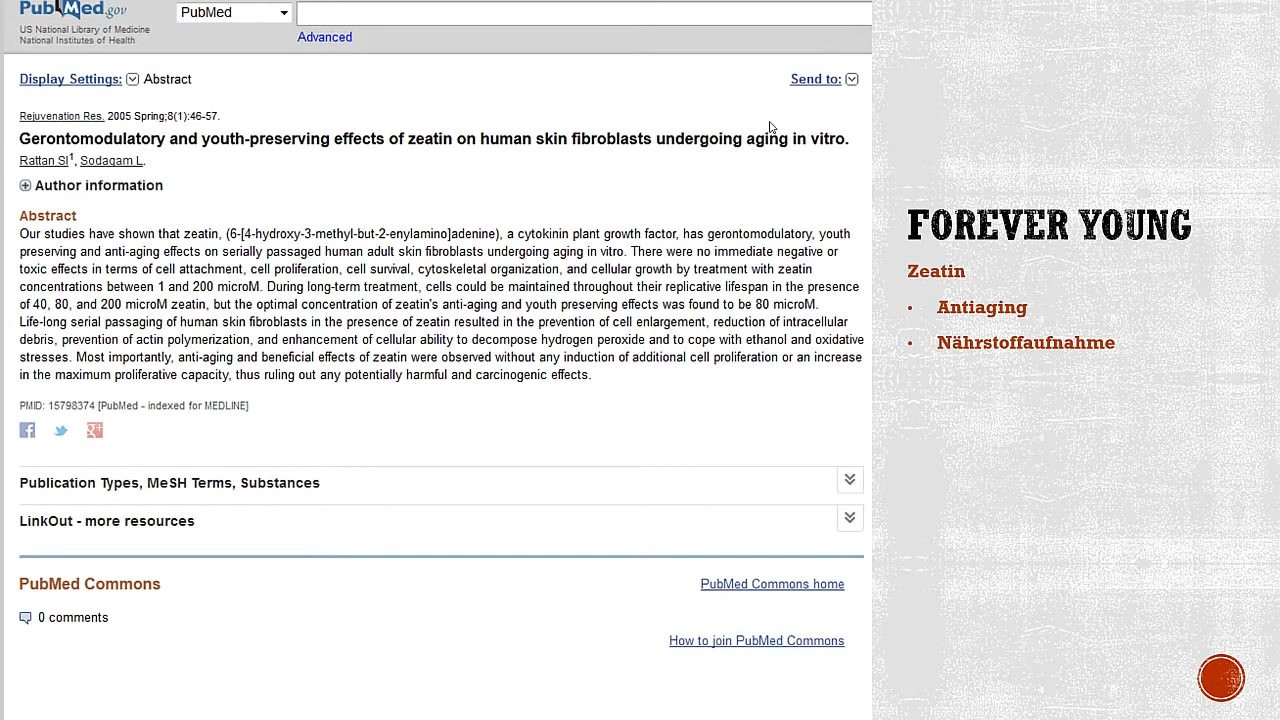 PubMed.gov
US National Library of Medicine
National Institutes of Health
PubMed
Advanced
Display Settings: Abstract
Send to:
Rejuvenation Res. 2005 Spring;8(1):46-57.
Gerontomodulatory and youth-preserving effects of zeatin on human skin fibroblasts undergoing aging in vitro.
Rattan SI1, Sodagam L.
Author information
Abstract
Our studies have shown that zeatin, (6-[4-hydroxy-3-methyl-but-2-enylamino]adenine), a cytokinin plant growth factor, has gerontomodulatory, youth
preserving and anti-aging effects on serially passaged human adult skin fibroblasts undergoing aging in vitro. There were no immediate negative or
toxic effects in terms of cell attachment, cell proliferation, cell survival, cytoskeletal organization, and cellular growth by treatment with zeatin
concentrations between 1 and 200 microM. During long-term treatment, cells could be maintained throughout their replicative lifespan in the presence
of 40, 80, and 200 microM zeatin, but the optimal concentration of zeatin's anti-aging and youth preserving effects was found to be 80 microM.
Life-long serial passaging of human skin fibroblasts in the presence of zeatin resulted in the prevention of cell enlargement, reduction of intracellular
debris, prevention of actin polymerization, and enhancement of cellular ability to decompose hydrogen peroxide and to cope with ethanol and oxidative
stresses. Most importantly, anti-aging and beneficial effects of zeatin were observed without any induction of additional cell proliferation or an increase
in the maximum proliferative capacity, thus ruling out any potentially harmful and carcinogenic effects.
PMID: 15798374 [PubMed - indexed for MEDLINE]
Publication Types, MeSH Terms, Substances
LinkOut - more resources
PubMed Commons
PubMed Commons home
0 comments
How to join PubMed Commons
FOREVER YOUNG
Zeatin
• Antiaging
• Nährstoffaufnahme